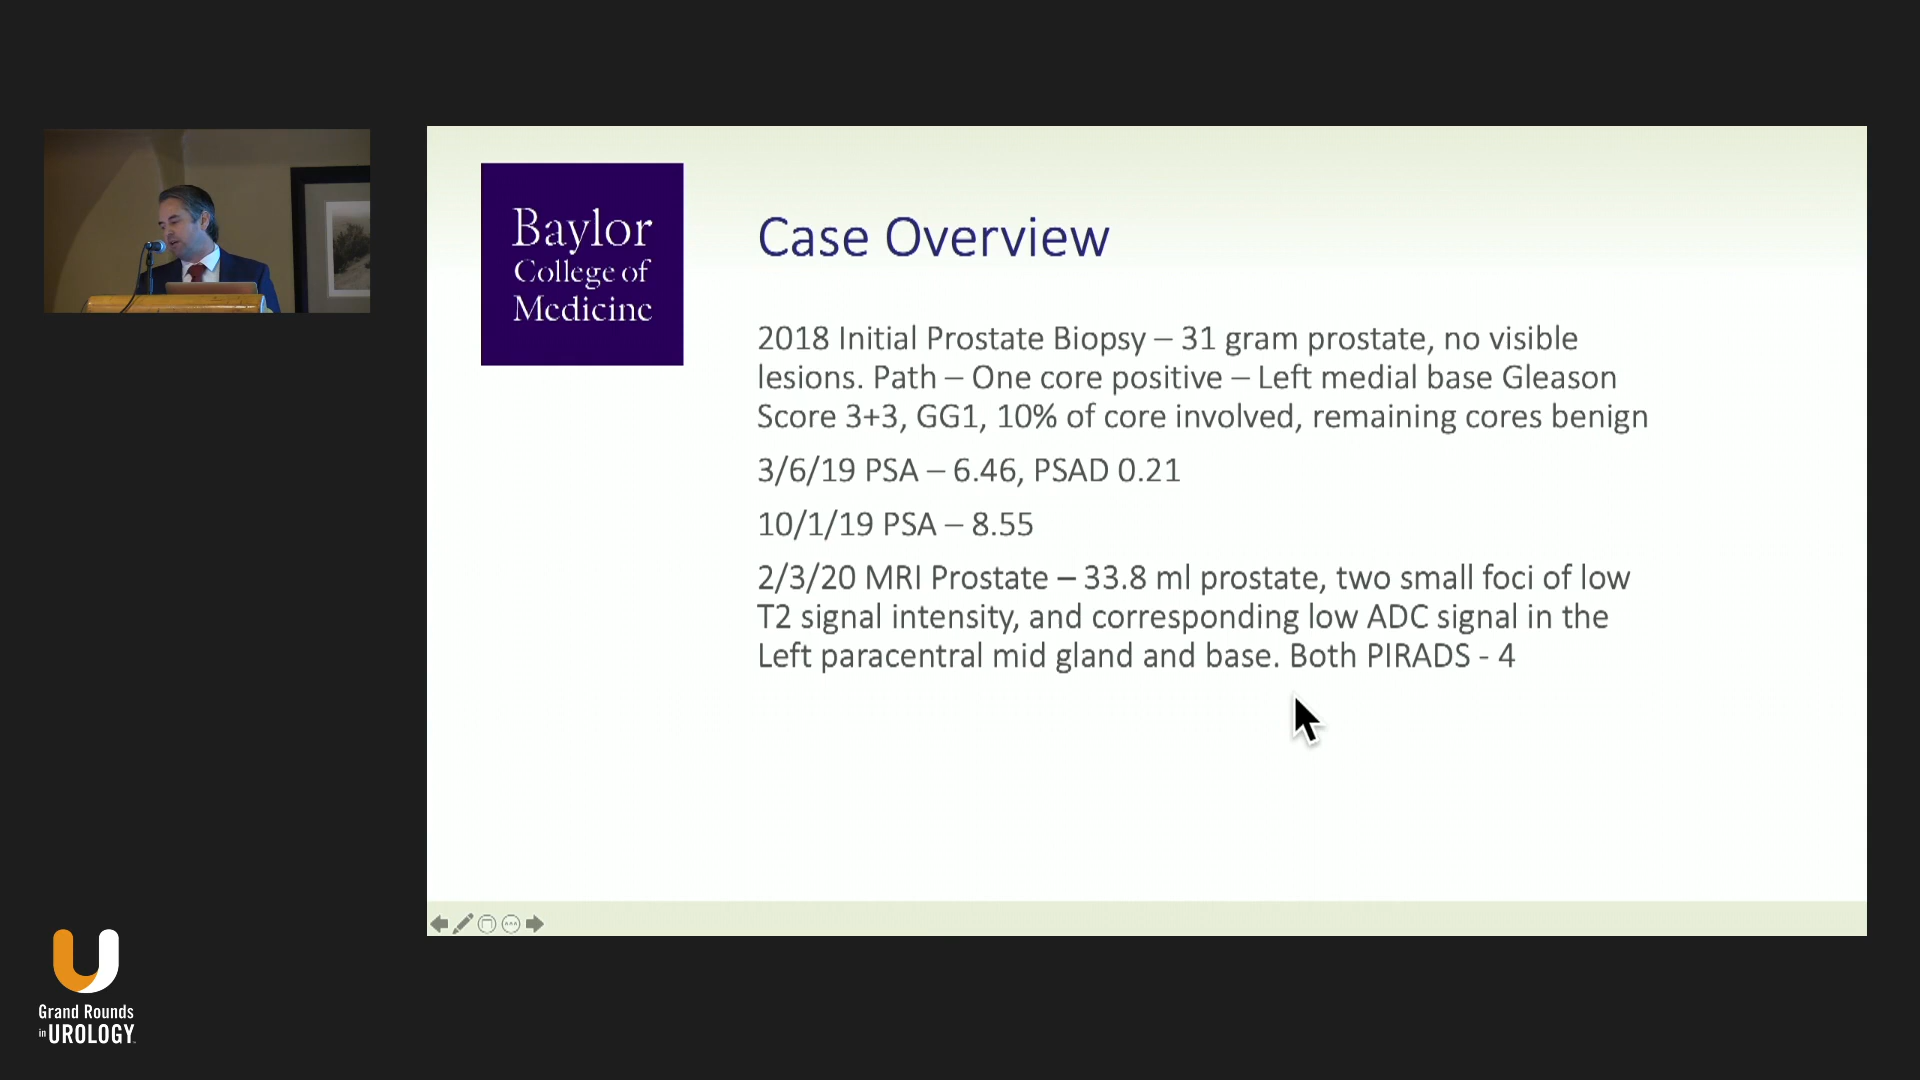 Baylor
College of
Medicine
Case Overview
2018 Initial Prostate Biopsy – 31 gram prostate, no visible
lesions. Path – One core positive – Left medial base Gleason
Score 3+3, GG1, 10% of core involved, remaining cores benign
3/6/19 PSA – 6.46, PSAD 0.21
10/1/19 PSA – 8.55
2/3/20 MRI Prostate – 33.8 ml prostate, two small foci of low
T2 signal intensity, and corresponding low ADC signal in the
Left paracentral mid gland and base. Both PIRADS - 4
Grand Rounds
in UROLOGY